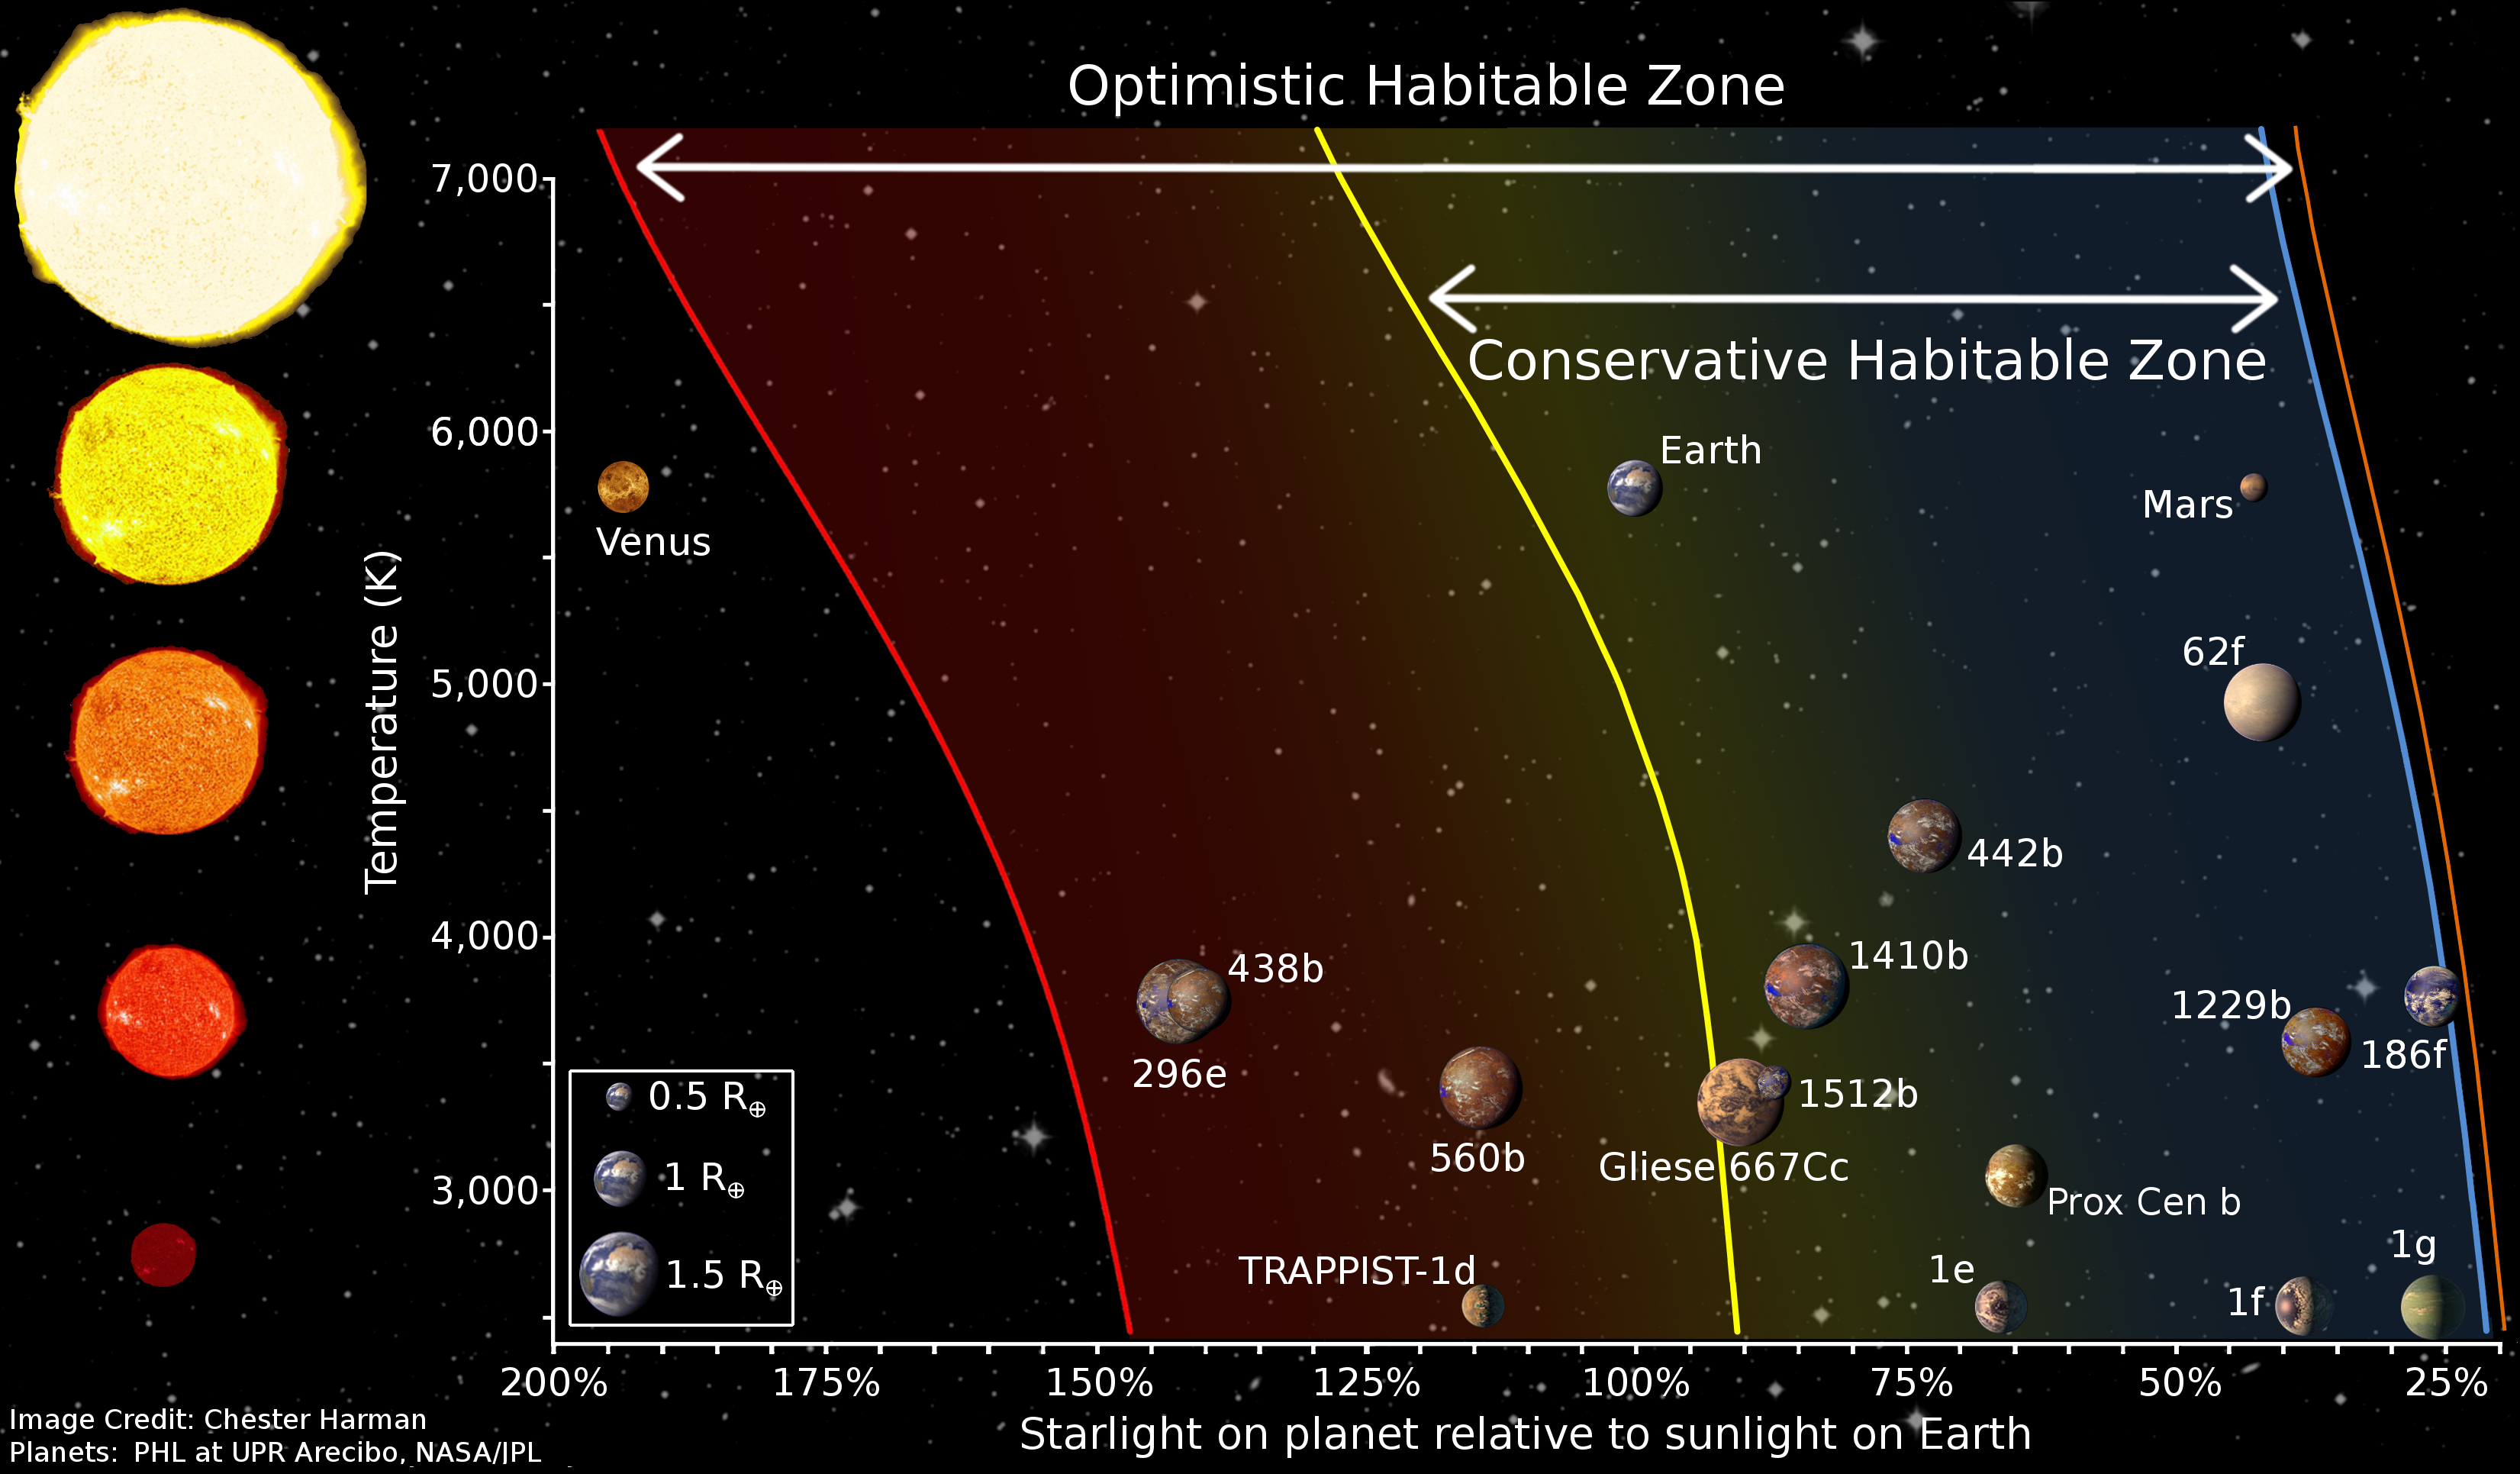 Optimistic Habitable Zone
Conservative Habitable Zone
7,000
6,000
5,000
4,000
3,000
Temperature (K)
Earth
Venus
Mars
62f
442b
1410b
438b
296e
1229b
186f
560b
1512b
Gliese 667Cc
Prox Cen b
TRAPPIST-1d
1e
1f
1g
0.5 R⊕
1 R⊕
1.5 R⊕
200% 175% 150% 125% 100% 75% 50% 25%
Starlight on planet relative to sunlight on Earth
Image Credit: Chester Harman
Planets: PHL at UPR Arecibo, NASA/JPL